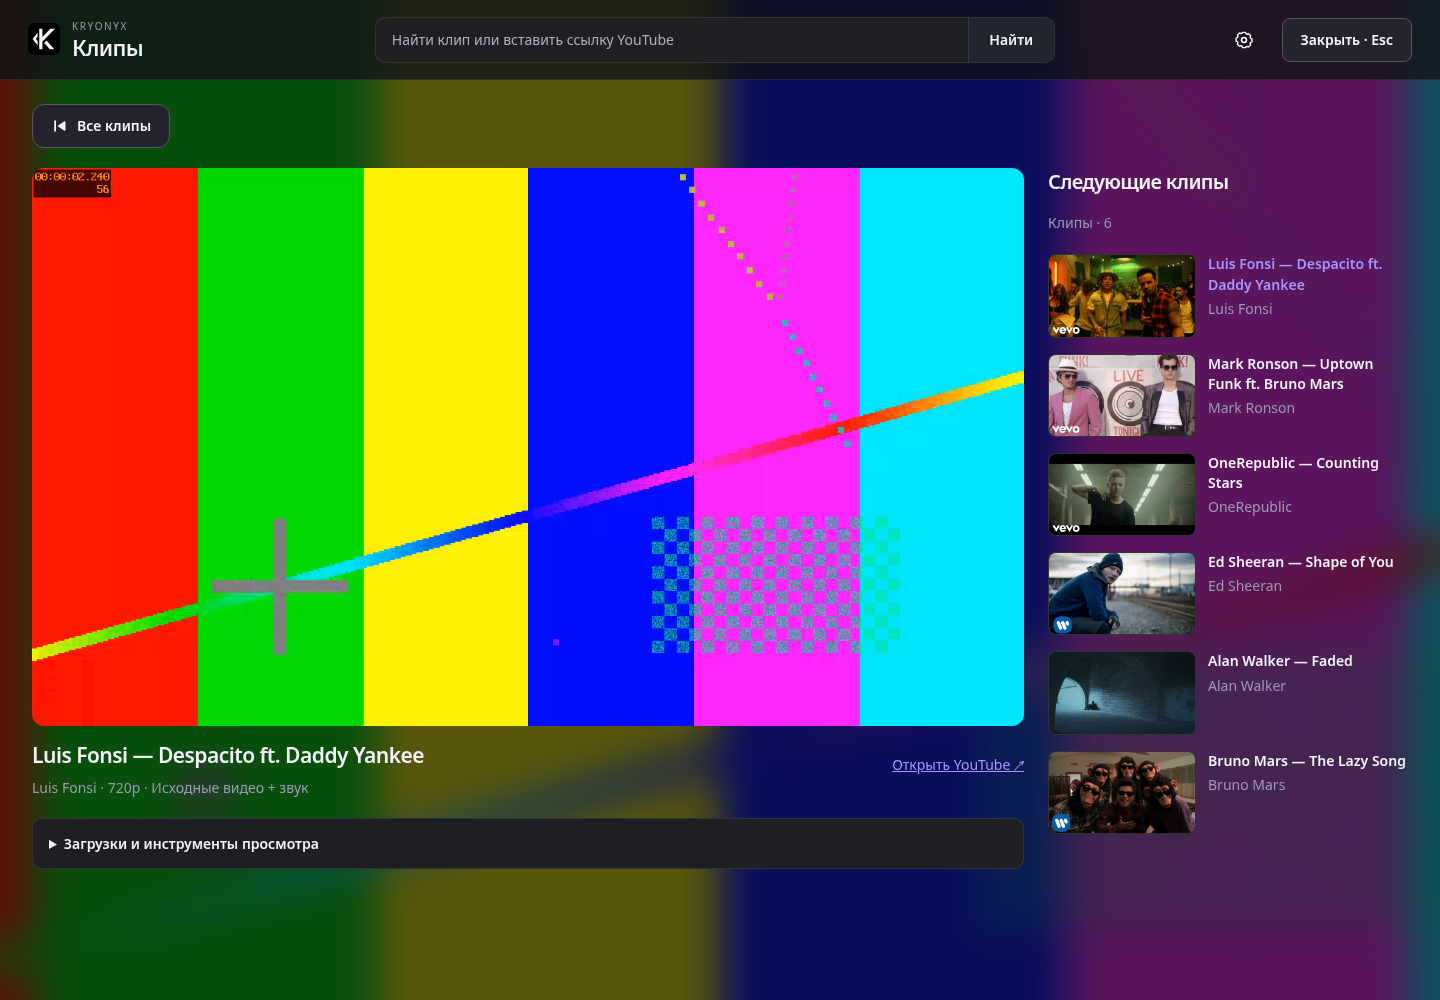 KRYONYX
Клипы
Найти клип или вставить ссылку YouTube
Найти
Закрыть · Esc
Все клипы
00:00:02.240
56
Luis Fonsi — Despacito ft. Daddy Yankee
Luis Fonsi · 720p · Исходные видео + звук
Открыть YouTube ↗
▶ Загрузки и инструменты просмотра
Следующие клипы
Клипы · 6
vevo
Luis Fonsi — Despacito ft.
Daddy Yankee
Luis Fonsi
FUNK!
K!
LIVE
TONIGH
vevo
Mark Ronson — Uptown
Funk ft. Bruno Mars
Mark Ronson
vevo
OneRepublic — Counting
Stars
OneRepublic
Ed Sheeran — Shape of You
Ed Sheeran
Alan Walker — Faded
Alan Walker
Bruno Mars — The Lazy Song
Bruno Mars